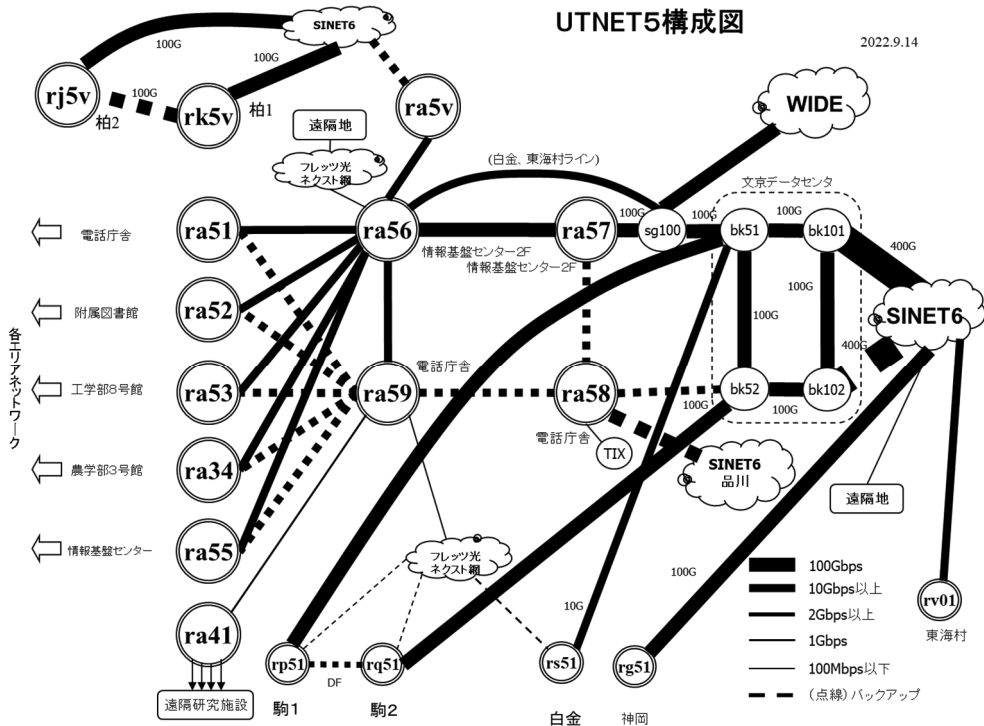 UTNET5構成図
2022.9.14
SINET6
100G
100G
100G
rj5v
柏2
rk5v
柏1
ra5v
遠隔地
フレッツ光
ネクスト網
WIDE
(白金、東海村ライン)
文京データセンタ
ra51
ra56
ra57
100G
sg100
100G
bk51
100G
bk101
400G
電話庁舎
情報基盤センター2F
情報基盤センター2F
ra52
附属図書館
100G
100G
SINET6
400G
各エリアネットワーク
ra53
工学部8号館
電話庁舎
ra59
ra58
bk52
bk102
100G
100G
電話庁舎
TIX
SINET6
品川
ra34
農学部3号館
遠隔地
ra55
情報基盤センター
フレッツ光
ネクスト網
100G
10G
100Gbps
10Gbps以上
2Gbps以上
1Gbps
100Mbps以下
(点線)バックアップ
rv01
東海村
ra41
遠隔研究施設
rp51
DF
rq51
rs51
rg51
駒1
駒2
白金
神岡